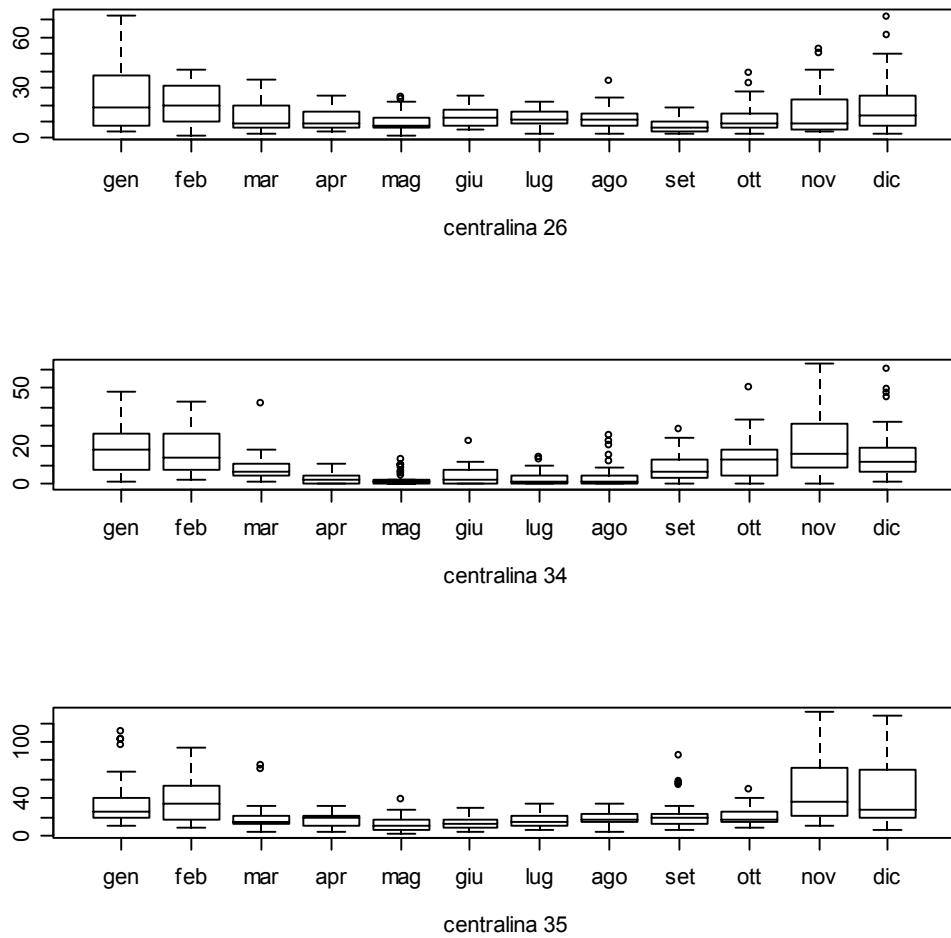 60
30
0
gen feb mar apr mag giu lug ago set ott nov dic
centralina 26
50
20
0
gen feb mar apr mag giu lug ago set ott nov dic
centralina 34
100
40
0
gen feb mar apr mag giu lug ago set ott nov dic
centralina 35